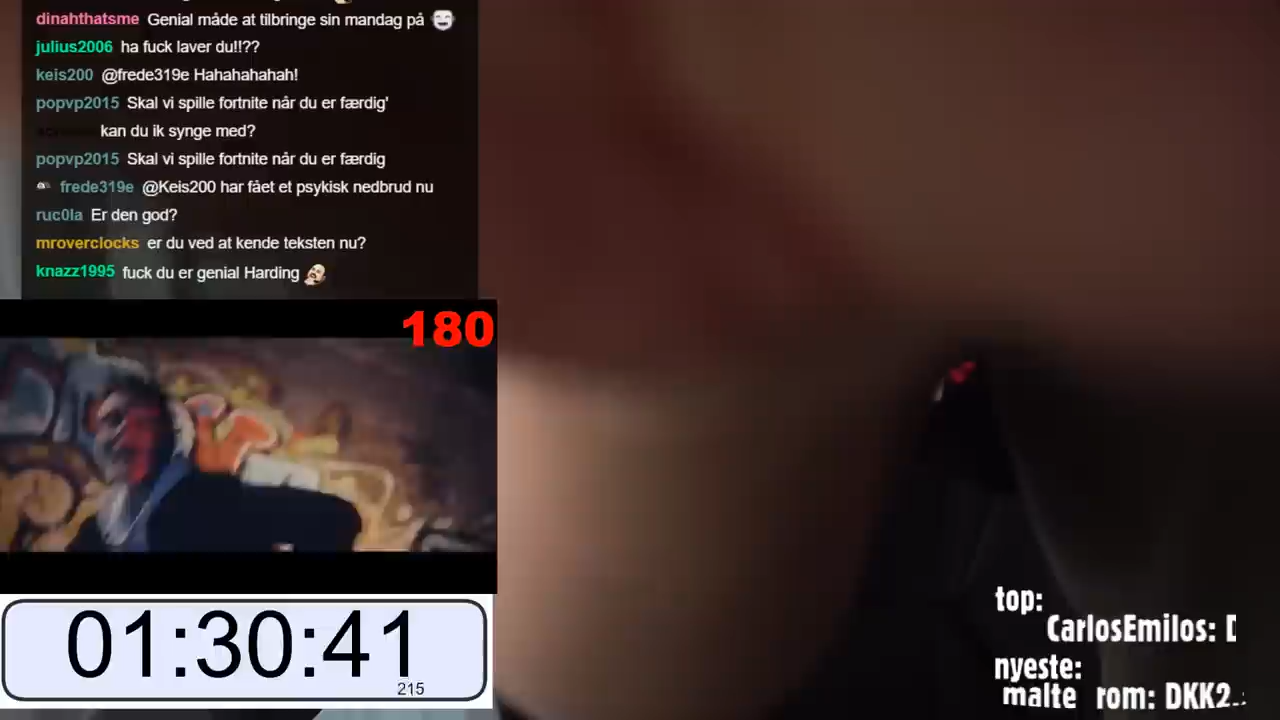 dinahthatsme Genial måde at tilbringe sin mandag på
julius2006 ha fuck laver du!!??
keis200 @frede319e Hahahahahah!
popvp2015 Skal vi spille fortnite når du er færdig'
kan du ik synge med?
popvp2015 Skal vi spille fortnite når du er færdig
frede319e @Keis200 har fået et psykisk nedbrud nu
ruc0la Er den god?
mroverclocks er du ved at kende teksten nu?
knazz1995 fuck du er genial Harding
180
01:30:41
215
top:
CarlosEmilos:
nyeste:
malte rom: DKK2.